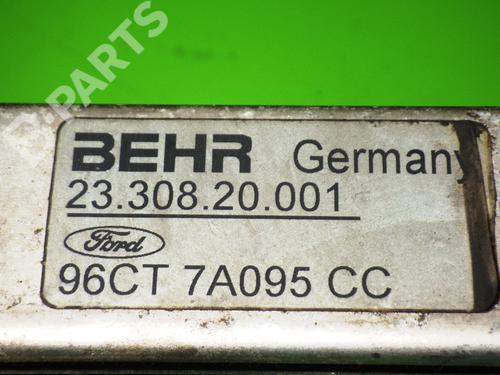 B-PARTS
BEHR Germany
23.308.20.001
Ford
96CT 7A095 CC